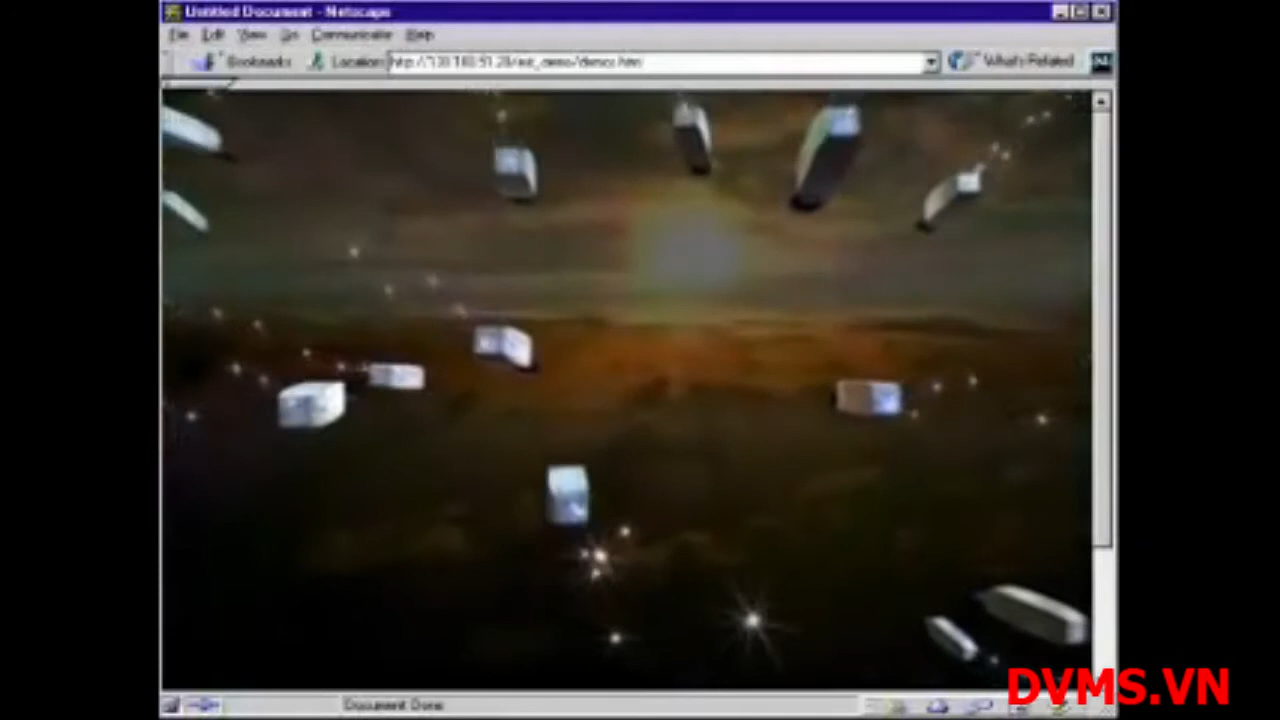 Untitled Document - Netscape
File Edit View Go Communicator Help
Bookmarks Location: What's Related
Document: Done
DVMS.VN